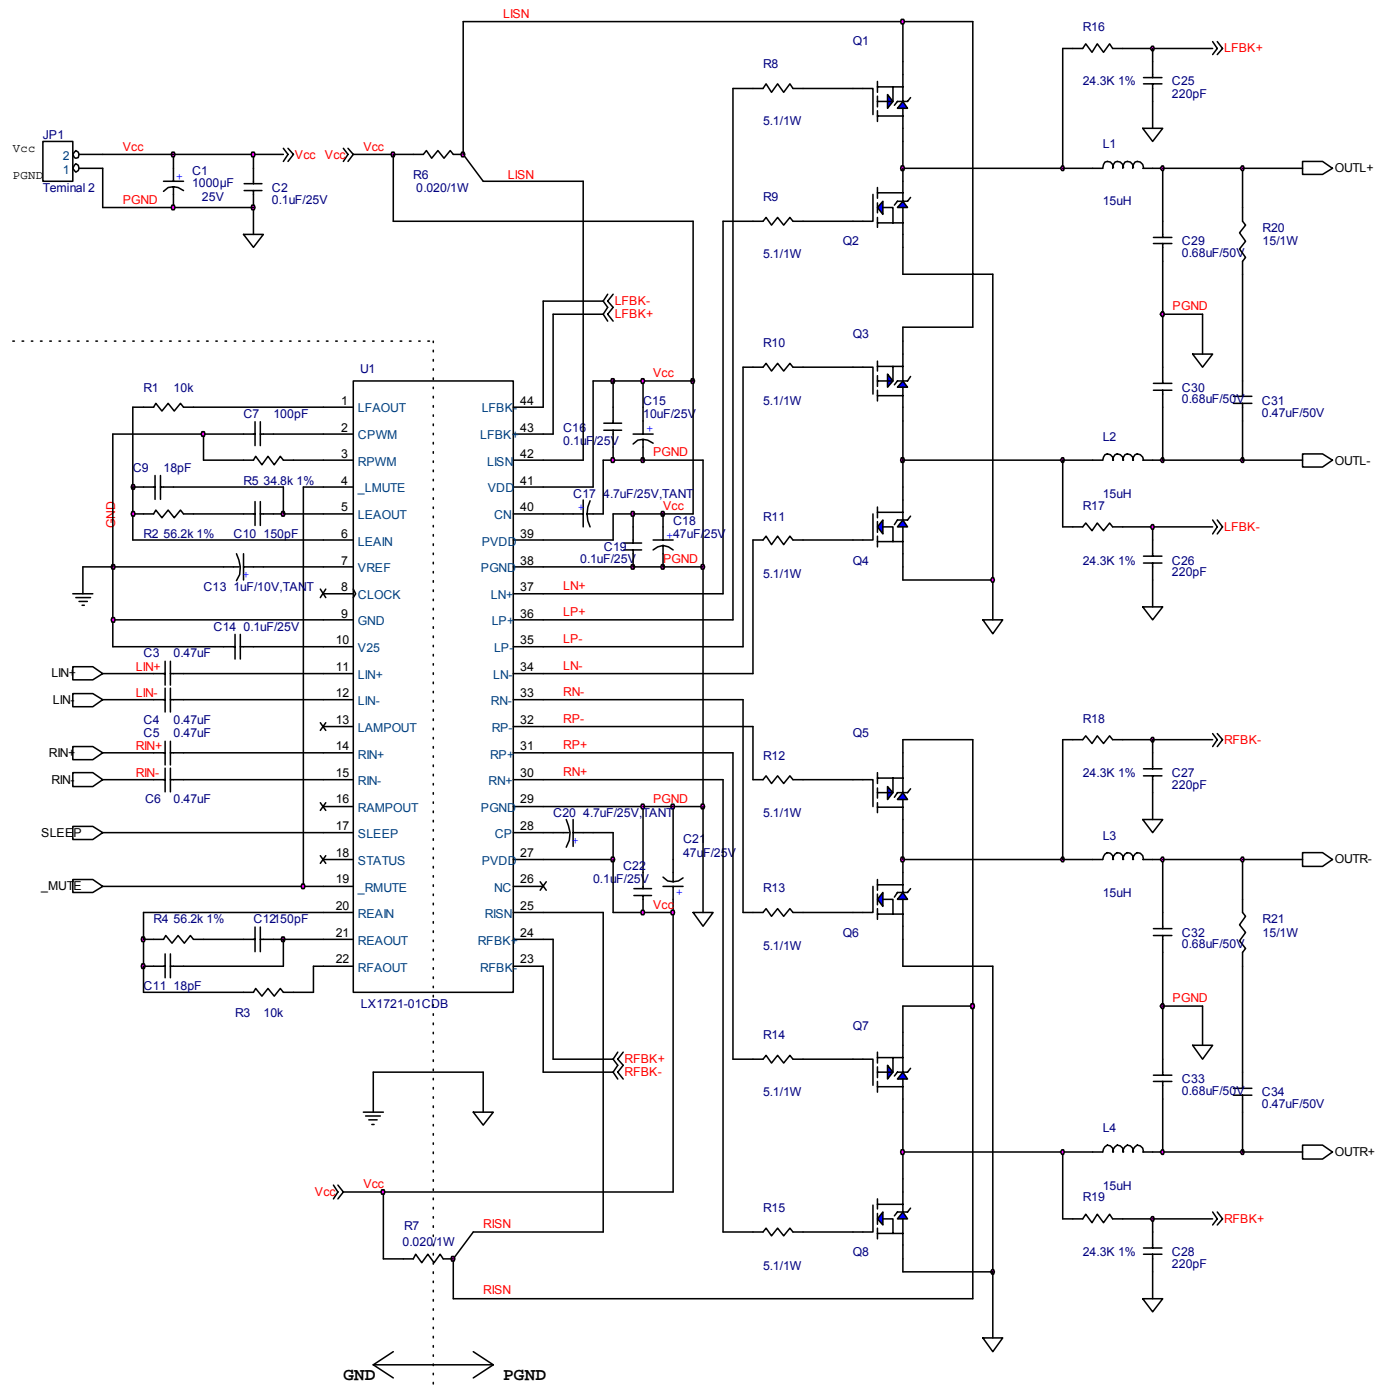 LISN
Q1
R8
5.1/1W
R16
LFBK+
24.3K 1%
C25
220pF
JP1
Vcc
2
1
PGND
Teminal 2
Vcc
PGND
C1
1000µF
25V
C2
0.1uF/25V
Vcc
Vcc
Vcc
R6
0.020/1W
LISN
R9
5.1/1W
Q2
L1
15uH
OUTL+
C29
0.68uF/50V
R20
15/1W
PGND
LFBK-
LFBK+
Q3
R10
5.1/1W
C30
0.68uF/50V
C31
0.47uF/50V
L2
15uH
OUTL-
R17
LFBK-
24.3K 1%
C26
220pF
R11
5.1/1W
Q4
U1
R1 10k
C7 100pF
C9 18pF
R5 34.8k 1%
GND
R2 56.2k 1%
C10 150pF
C13 1uF/10V,TANT
C14 0.1uF/25V
C3 0.47uF
LIN+
LIN+
LIN-
LIN-
C4 0.47uF
C5 0.47uF
RIN+
RIN+
RIN-
RIN-
C6 0.47uF
SLEEP
_MUTE
R4 56.2k 1%
C12 150pF
C11 18pF
R3 10k
1 LFAOUT
2 CPWM
3 RPWM
4 _LMUTE
5 LEAOUT
6 LEAIN
7 VREF
8 CLOCK
9 GND
10 V25
11 LIN+
12 LIN-
13 LAMPOUT
14 RIN+
15 RIN-
16 RAMPOUT
17 SLEEP
18 STATUS
19 _RMUTE
20 REAIN
21 REAOUT
22 RFAOUT
LFBK- 44
LFBK+ 43
LISN 42
VDD 41
CN 40
PVDD 39
PGND 38
LN+ 37
LP+ 36
LP- 35
LN- 34
RN- 33
RP- 32
RP+ 31
RN+ 30
PGND 29
CP 28
PVDD 27
NC 26
RISN 25
RFBK+ 24
RFBK- 23
LX1721-01CDB
Vcc
C15
10uF/25V
C16
0.1uF/25V
PGND
C17 4.7uF/25V,TANT
Vcc
C18
47uF/25V
C19
0.1uF/25V
PGND
LN+
LP+
LP-
LN-
RN-
RP-
RP+
RN+
PGND
C20 4.7uF/25V,TANT
C21
47uF/25V
C22
0.1uF/25V
Vcc
RFBK+
RFBK-
Q5
R12
5.1/1W
R18
RFBK-
24.3K 1%
C27
220pF
L3
15uH
OUTR-
R13
5.1/1W
Q6
C32
0.68uF/50V
R21
15/1W
PGND
Q7
R14
5.1/1W
C33
0.68uF/50V
C34
0.47uF/50V
L4
15uH
OUTR+
R19
RFBK+
24.3K 1%
C28
220pF
R15
5.1/1W
Q8
Vcc
Vcc
R7
0.020/1W
RISN
RISN
GND
PGND